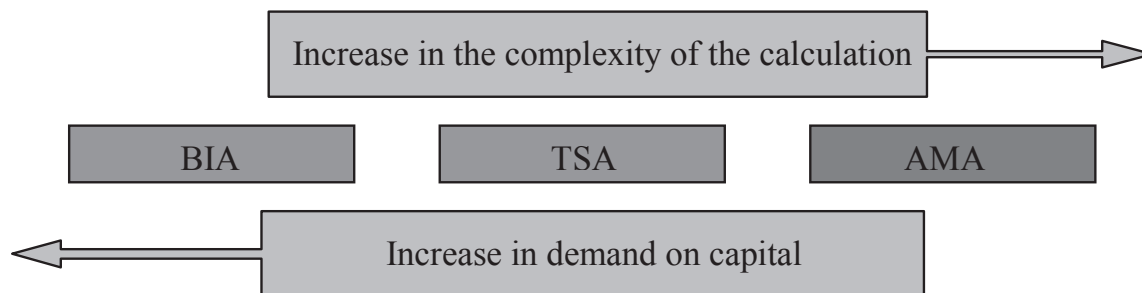 Increase in the complexity of the calculation
BIA
TSA
AMA
Increase in demand on capital